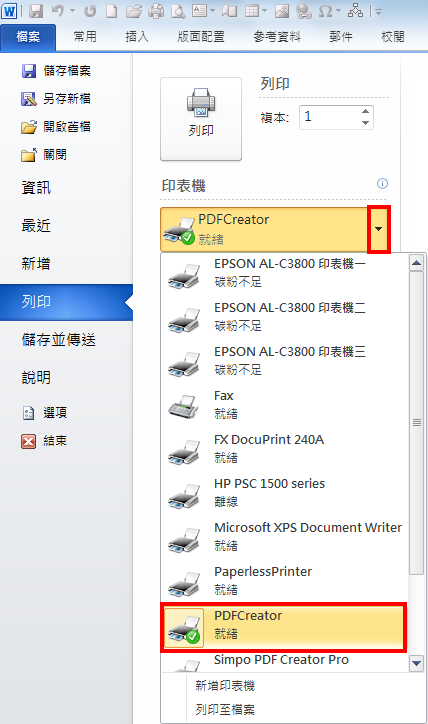 W
檔案 常用 插入 版面配置 參考資料 郵件 校閱
儲存檔案
另存新檔
開啟舊檔
關閉
資訊
最近
新增
列印
儲存並傳送
說明
選項
結束
列印
列印
複本: 1
印表機
PDFCreator
就緒
EPSON AL-C3800 印表機一
碳粉不足
EPSON AL-C3800 印表機二
碳粉不足
EPSON AL-C3800 印表機三
碳粉不足
Fax
就緒
FX DocuPrint 240A
就緒
HP PSC 1500 series
離線
Microsoft XPS Document Writer
就緒
PaperlessPrinter
就緒
PDFCreator
就緒
Simpo PDF Creator Pro
新增印表機
列印至檔案